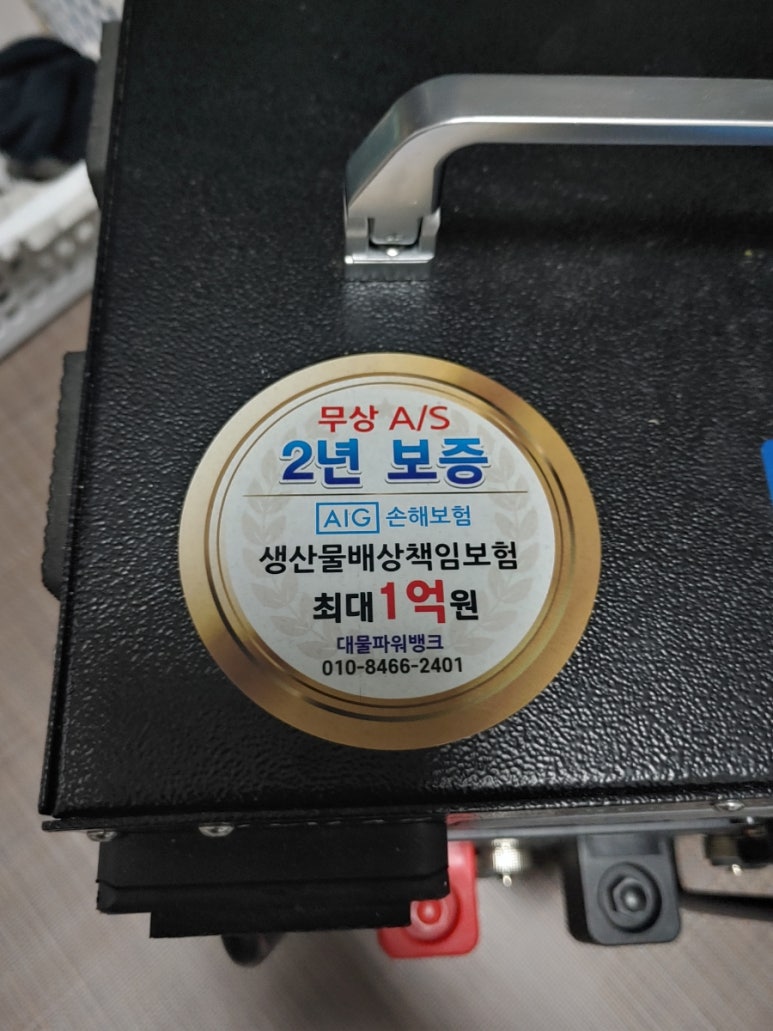 무상 A/S
2년 보증
AIG 손해보험
생산물배상책임보험
최대1억원
대물파워뱅크
010-8466-2401